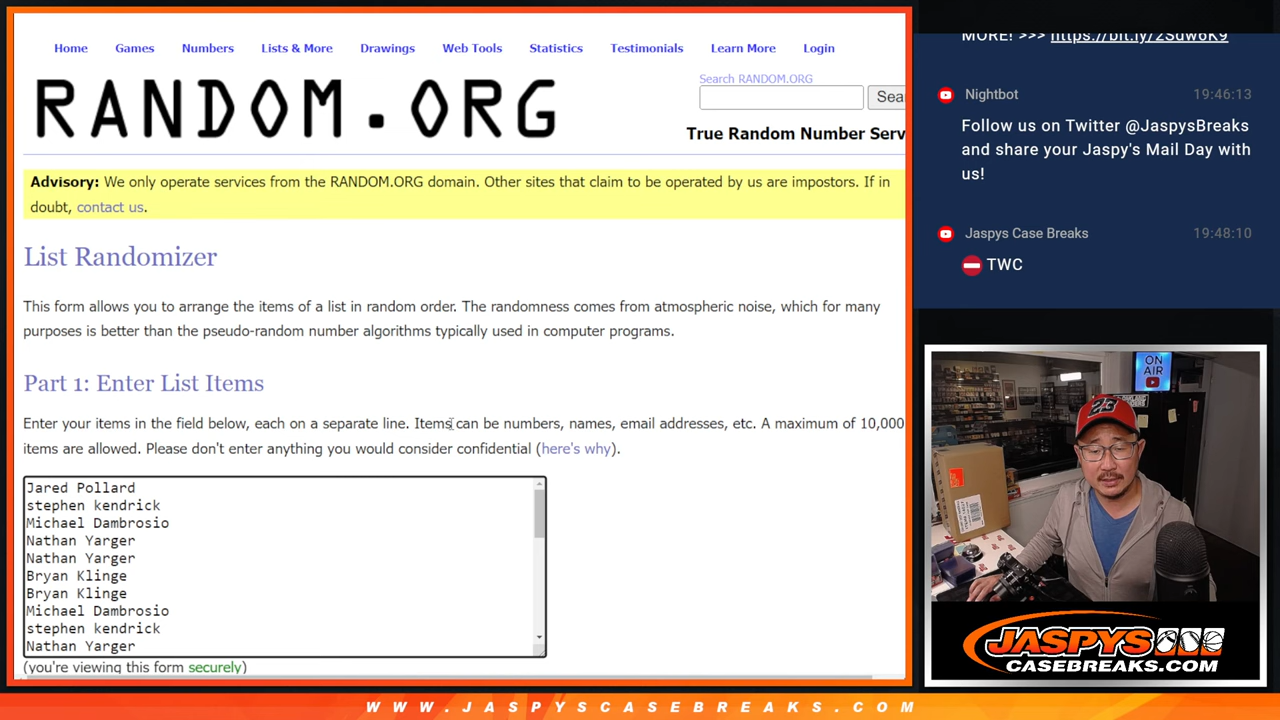 Home Games Numbers Lists & More Drawings Web Tools Statistics Testimonials Learn More Login
RANDOM.ORG
Search RANDOM.ORG
Sea
True Random Number Serv
Advisory: We only operate services from the RANDOM.ORG domain. Other sites that claim to be operated by us are impostors. If in
doubt, contact us.
List Randomizer
This form allows you to arrange the items of a list in random order. The randomness comes from atmospheric noise, which for many
purposes is better than the pseudo-random number algorithms typically used in computer programs.
Part 1: Enter List Items
Enter your items in the field below, each on a separate line. Items can be numbers, names, email addresses, etc. A maximum of 10,000
items are allowed. Please don't enter anything you would consider confidential (here's why).
Jared Pollard
stephen kendrick
Michael Dambrosio
Nathan Yarger
Nathan Yarger
Bryan Klinge
Bryan Klinge
Michael Dambrosio
stephen kendrick
Nathan Yarger
(you're viewing this form securely)
MORE! >>> https://bit.ly/2Sdw6K9
Nightbot 19:46:13
Follow us on Twitter @JaspysBreaks
and share your Jaspy's Mail Day with
us!
Jaspys Case Breaks 19:48:10
TWC
ON
AIR
23
JASPYS
CASEBREAKS.COM
WWW.JASPYSCASEBREAKS.COM